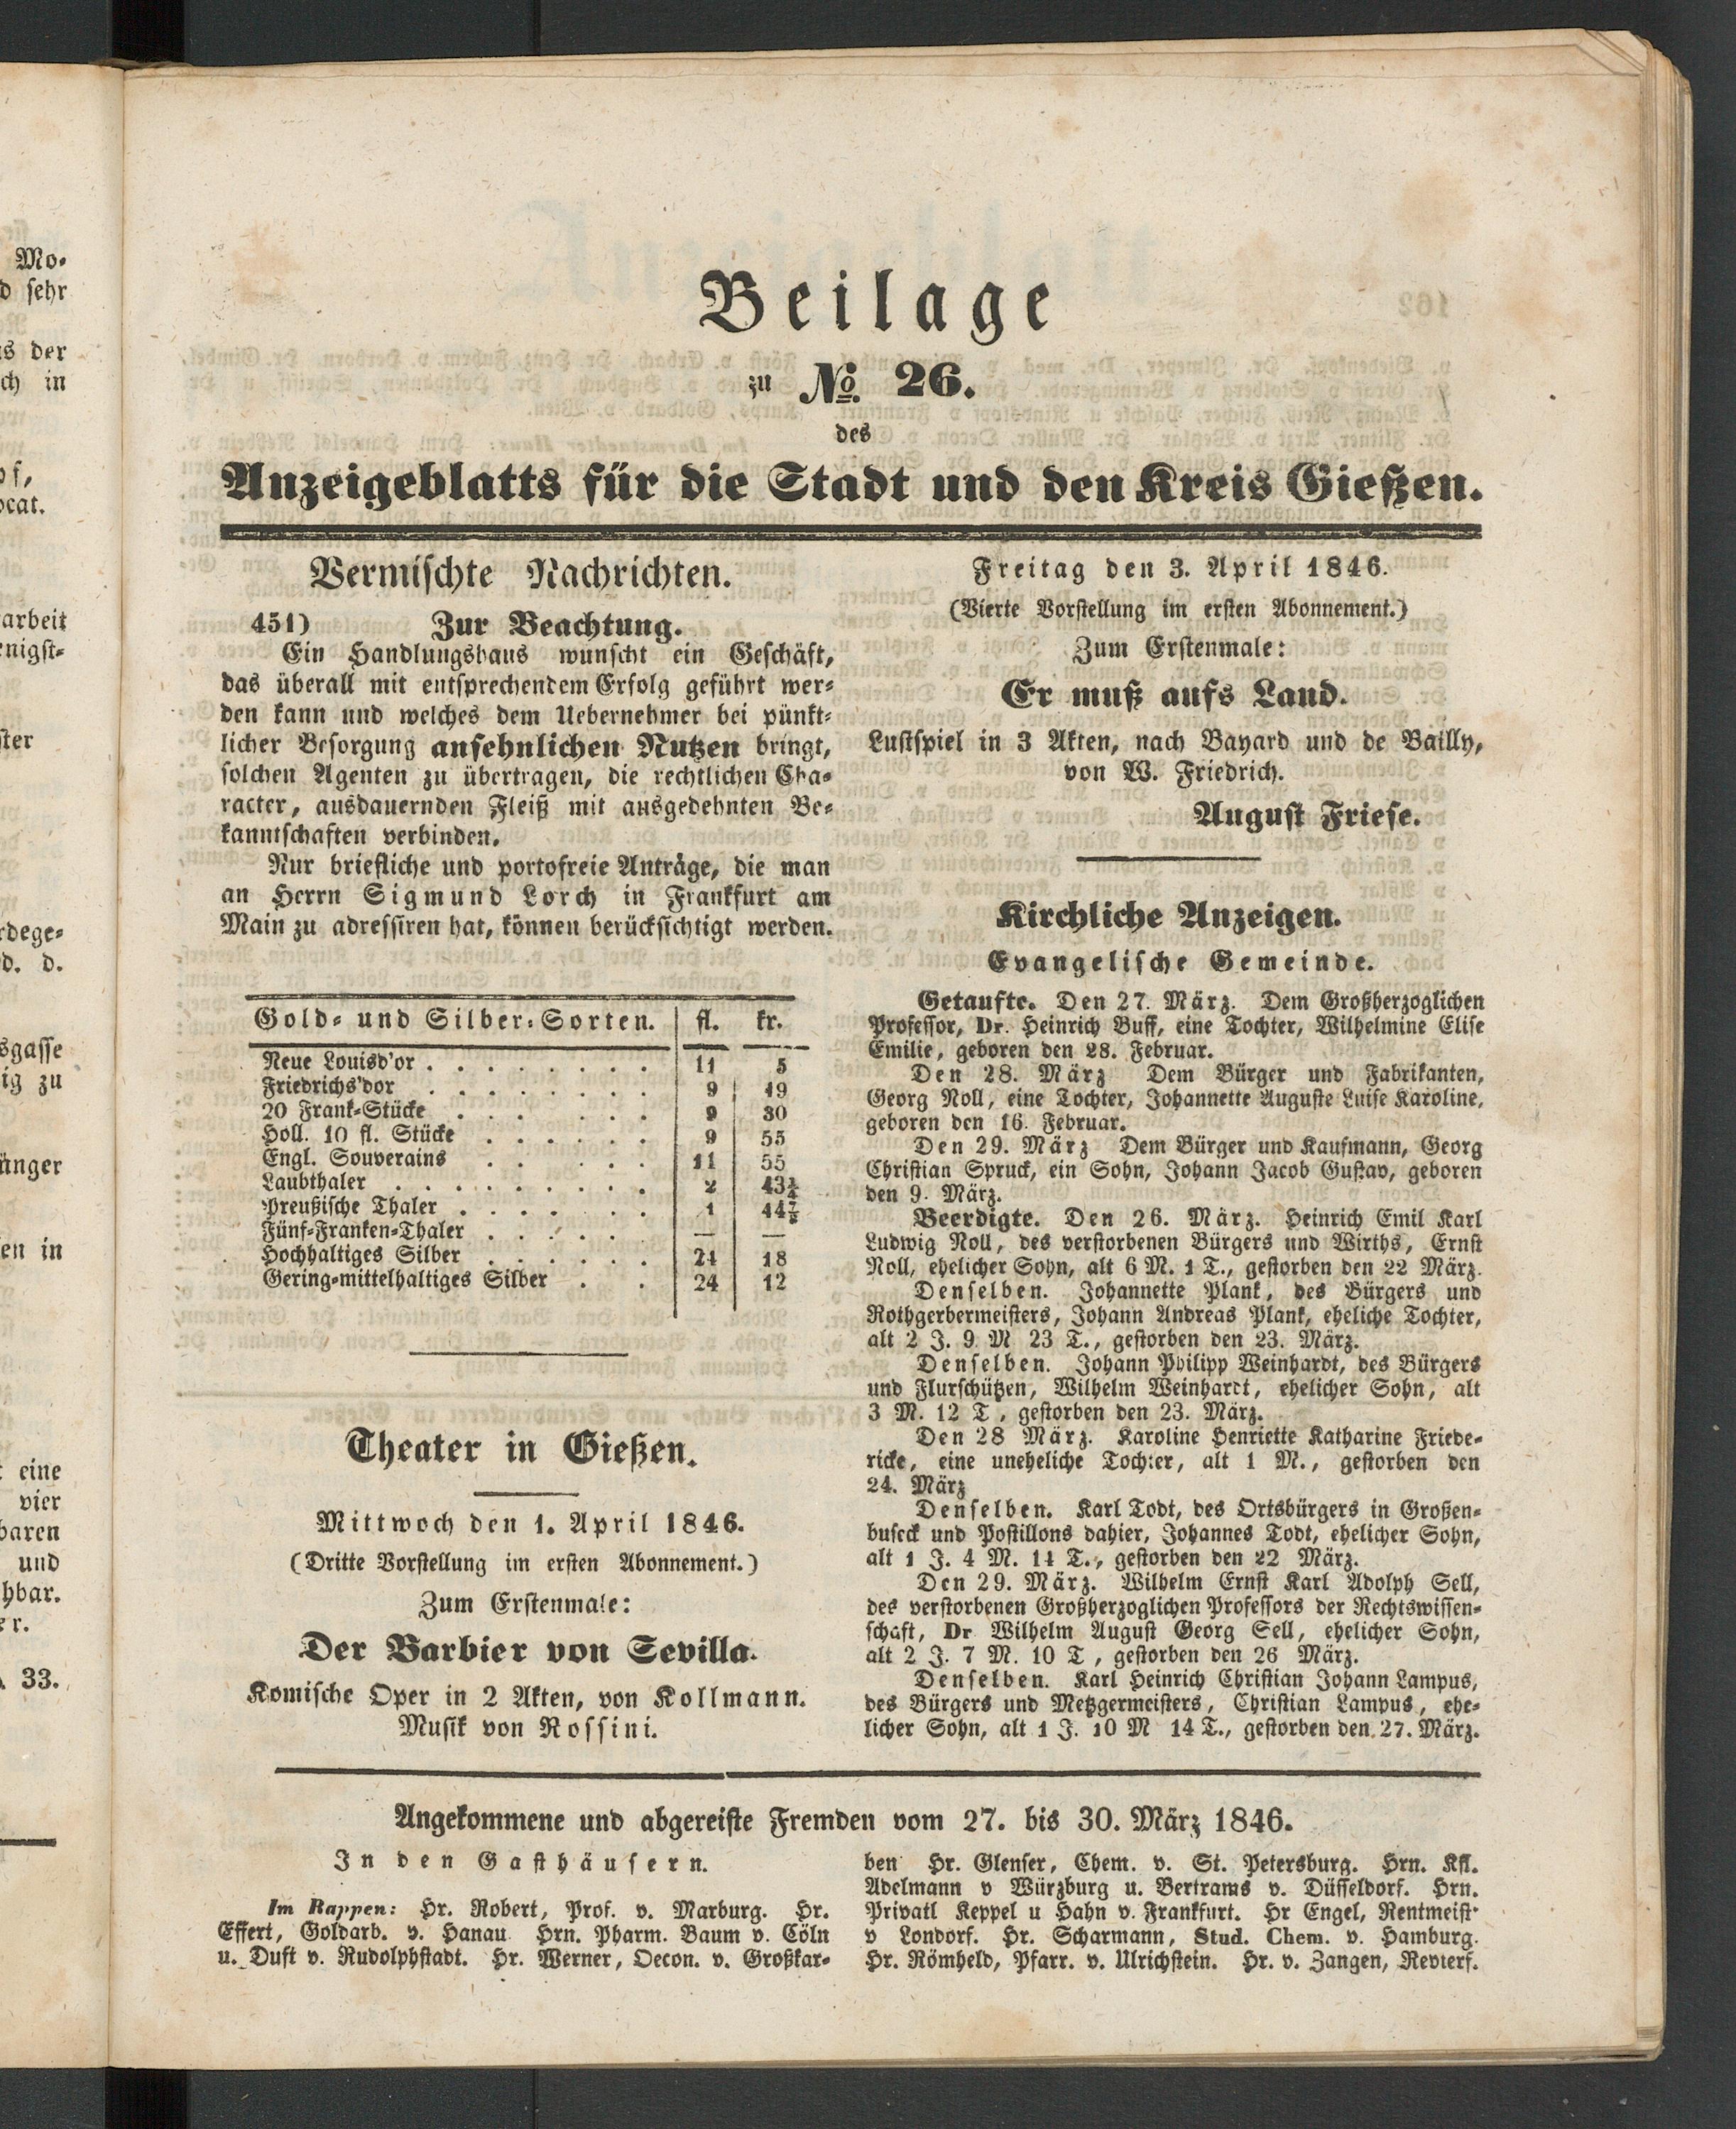 Beilage
zu No. 26.
des
Anzeigeblatts für die Stadt und den Kreis Gießen.
Vermischte Nachrichten.
451) Zur Beachtung.
Ein Handlungshaus wünscht ein Geschäft,
das überall mit entsprechendem Erfolg geführt wer-
den kann und welches dem Uebernehmer bei pünkt-
licher Besorgung ansehnlichen Nutzen bringt,
solchen Agenten zu übertragen, die rechtlichen Cha-
racter, ausdauernden Fleiß mit ausgedehnten Be-
kanntschaften verbinden.
Nur briefliche und portofreie Anträge, die man
an Herrn Sigmund Lorch in Frankfurt am
Main zu adressiren hat, können berücksichtigt werden.
Gold- und Silber-Sorten. fl. kr.
Neue Louisd'or . . . . . . . . 11 5
Friedrichs'dor . . . . . . . 9 19
20 Frank-Stücke . . . . . . 9 30
Holl. 10 fl. Stücke . . . . . . 9 55
Engl. Souverains . . . . . 11 55
Laubthaler . . . . . . . . . 2 43¾
Preußische Thaler . . . . . . 1 44⅞
Fünf-Franken-Thaler . . . . . — —
Hochhaltiges Silber . . . . . . 24 18
Gering-mittelhaltiges Silber . . 24 12
Theater in Gießen.
Mittwoch den 1. April 1846.
(Dritte Vorstellung im ersten Abonnement.)
Zum Erstenmale:
Der Barbier von Sevilla.
Komische Oper in 2 Akten, von Kollmann.
Musik von Rossini.
Freitag den 3. April 1846.
(Vierte Vorstellung im ersten Abonnement.)
Zum Erstenmale:
Er muß aufs Land.
Lustspiel in 3 Akten, nach Bayard und de Bailly,
von W. Friedrich.
August Friese.
Kirchliche Anzeigen.
Evangelische Gemeinde.
Getaufte. Den 27. März. Dem Großherzoglichen
Professor, Dr. Heinrich Buff, eine Tochter, Wilhelmine Elise
Emilie, geboren den 28. Februar.
Den 28. März Dem Bürger und Fabrikanten,
Georg Noll, eine Tochter, Johannette Auguste Luise Karoline,
geboren den 16. Februar.
Den 29. März Dem Bürger und Kaufmann, Georg
Christian Spruck, ein Sohn, Johann Jacob Gustav, geboren
den 9. März.
Beerdigte. Den 26. März. Heinrich Emil Karl
Ludwig Noll, des verstorbenen Bürgers und Wirths, Ernst
Noll, ehelicher Sohn, alt 6 M. 1 T., gestorben den 22 März.
Denselben. Johannette Plank, des Bürgers und
Rothgerbermeisters, Johann Andreas Plank, eheliche Tochter,
alt 2 J. 9 M 23 T., gestorben den 23. März.
Denselben. Johann Philipp Weinhardt, des Bürgers
und Flurschützen, Wilhelm Weinhardt, ehelicher Sohn, alt
3 M. 12 T, gestorben den 23. März.
Den 28 März. Karoline Henriette Katharine Friede-
ricke, eine uneheliche Tochter, alt 1 M., gestorben den
24. März
Denselben. Karl Todt, des Ortsbürgers in Großen-
buseck und Postillons dahier, Johannes Todt, ehelicher Sohn,
alt 1 J. 4 M. 14 T., gestorben den 22 März.
Den 29. März. Wilhelm Ernst Karl Adolph Sell,
des verstorbenen Großherzoglichen Professors der Rechtswissen-
schaft, Dr Wilhelm August Georg Sell, ehelicher Sohn,
alt 2 J. 7 M. 10 T, gestorben den 26 März.
Denselben. Karl Heinrich Christian Johann Lampus,
des Bürgers und Metzgermeisters, Christian Lampus, ehe-
licher Sohn, alt 1 J. 10 M 14 T., gestorben den 27. März.
Angekommene und abgereiste Fremden vom 27. bis 30. März 1846.
In den Gasthäusern.
Im Rappen: Hr. Robert, Prof. v. Marburg. Hr.
Effert, Goldarb. v. Hanau Hrn. Pharm. Baum v. Cöln
u. Duft v. Rudolphstadt. Hr. Werner, Oecon. v. Großkar-
ben Hr. Glenser, Chem. v. St. Petersburg. Hrn. Kfl.
Adelmann v Würzburg u. Bertrams v. Düsseldorf. Hrn.
Privatl Keppel u Hahn v. Frankfurt. Hr Engel, Rentmeist.
v Londorf. Hr. Scharmann, Stud. Chem. v. Hamburg.
Hr. Römheld, Pfarr. v. Ulrichstein. Hr. v. Zangen, Revierf.